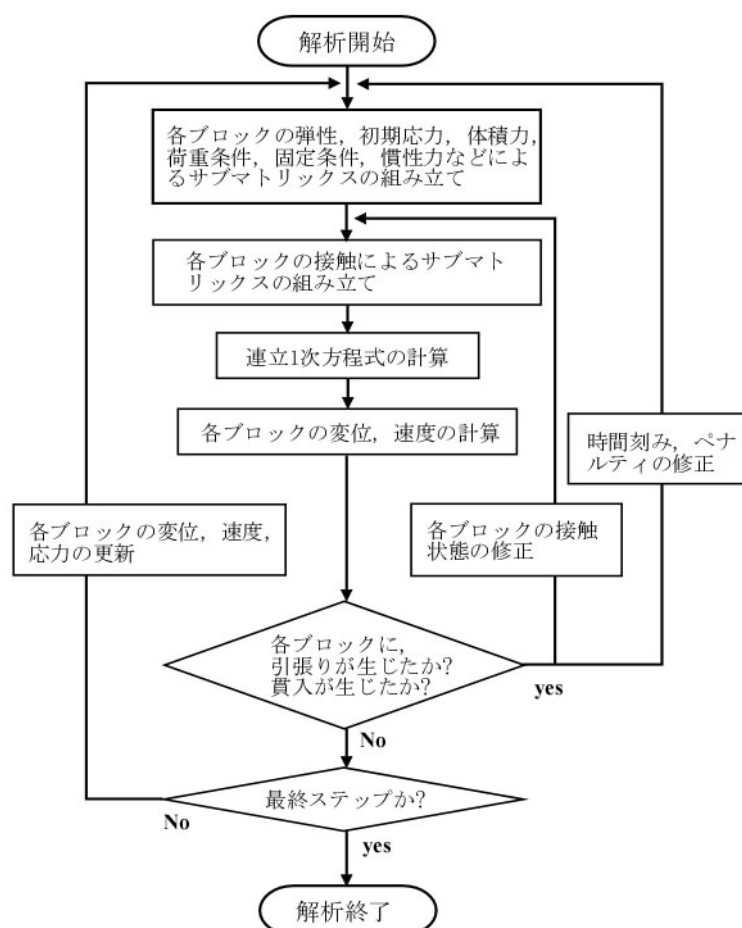 解析開始
各ブロックの弾性，初期応力，体積力，
荷重条件，固定条件，慣性力などによ
るサブマトリックスの組み立て
各ブロックの接触によるサブマト
リックスの組み立て
連立1次方程式の計算
各ブロックの変位，速度の計算
時間刻み，ペナ
ルティの修正
各ブロックの変位，速度，
応力の更新
各ブロックの接触
状態の修正
各ブロックに，
引張りが生じたか?
貫入が生じたか?
yes
No
最終ステップか?
No
yes
解析終了